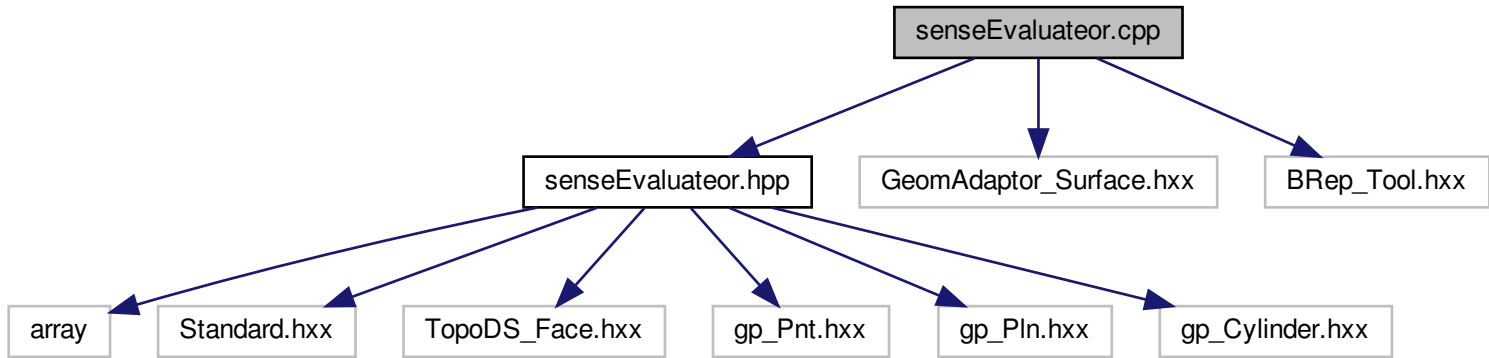 senseEvaluateor.cpp
senseEvaluateor.hpp
GeomAdaptor_Surface.hxx
BRep_Tool.hxx
array
Standard.hxx
TopoDS_Face.hxx
gp_Pnt.hxx
gp_Pln.hxx
gp_Cylinder.hxx